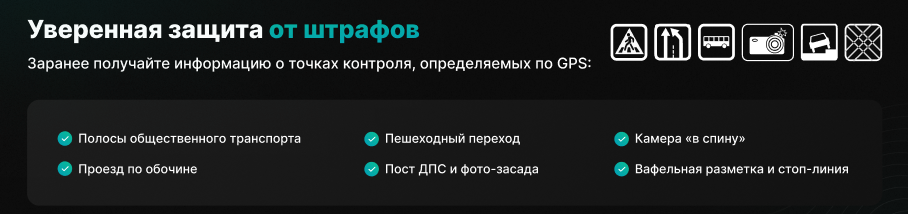 Уверенная защита от штрафов
Заранее получайте информацию о точках контроля, определяемых по GPS:
Полосы общественного транспорта
Пешеходный переход
Камера «в спину»
Проезд по обочине
Пост ДПС и фото-засада
Вафельная разметка и стоп-линия